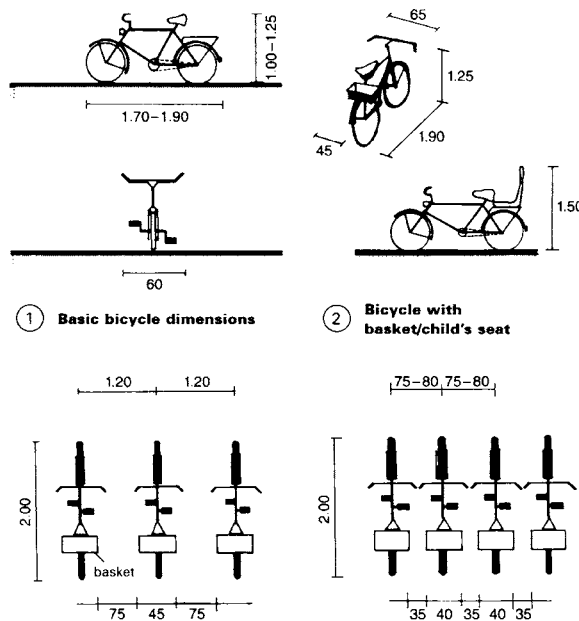 1.00–1.25
1.70–1.90
60
65
1.25
1.90
45
1.50
1 Basic bicycle dimensions
2 Bicycle with
basket/child's seat
1.20 1.20
2.00
basket
75 45 75
75–80 75–80
2.00
35 40 35 40 35